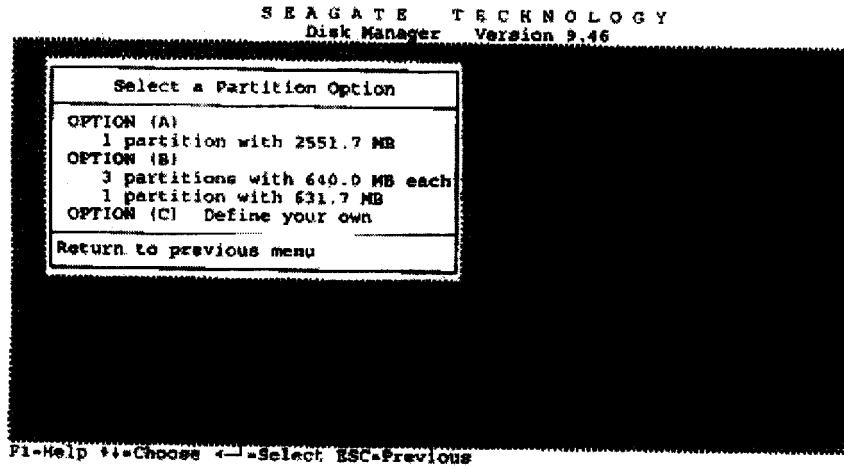 SEAGATE TECHNOLOGY
Disk Manager Version 9.46
Select a Partition Option
OPTION (A)
1 partition with 2551.7 MB
OPTION (B)
3 partitions with 640.0 MB each
1 partition with 631.7 MB
OPTION (C) Define your own
Return to previous menu
F1=Help ↑↓=Choose ←┘=Select ESC=Previous